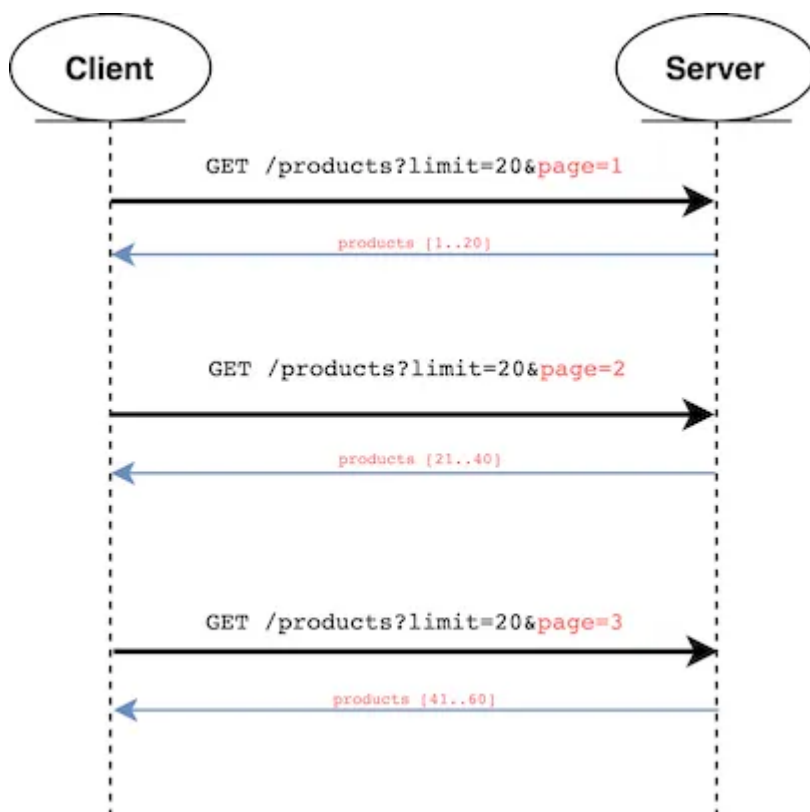 Client
Server
GET /products?limit=20&page=1
products [1..20]
GET /products?limit=20&page=2
products [21..40]
GET /products?limit=20&page=3
products [41..60]